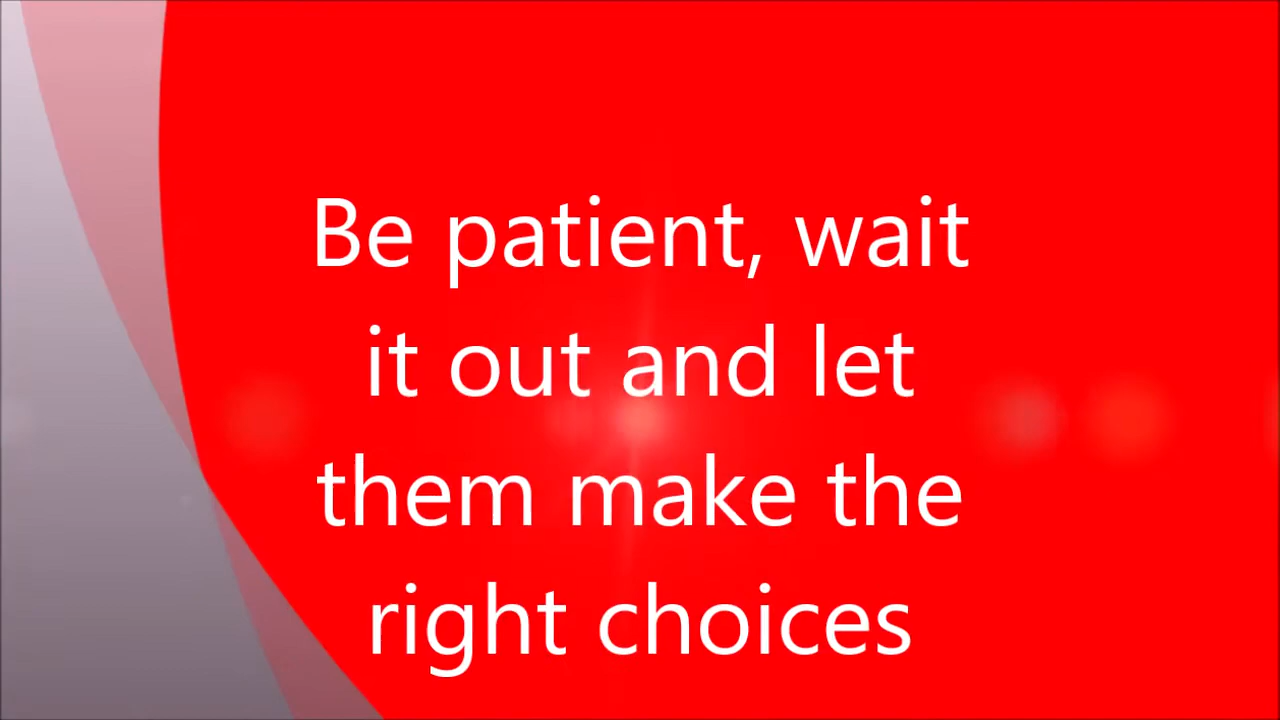 Be patient, wait
it out and let
them make the
right choices